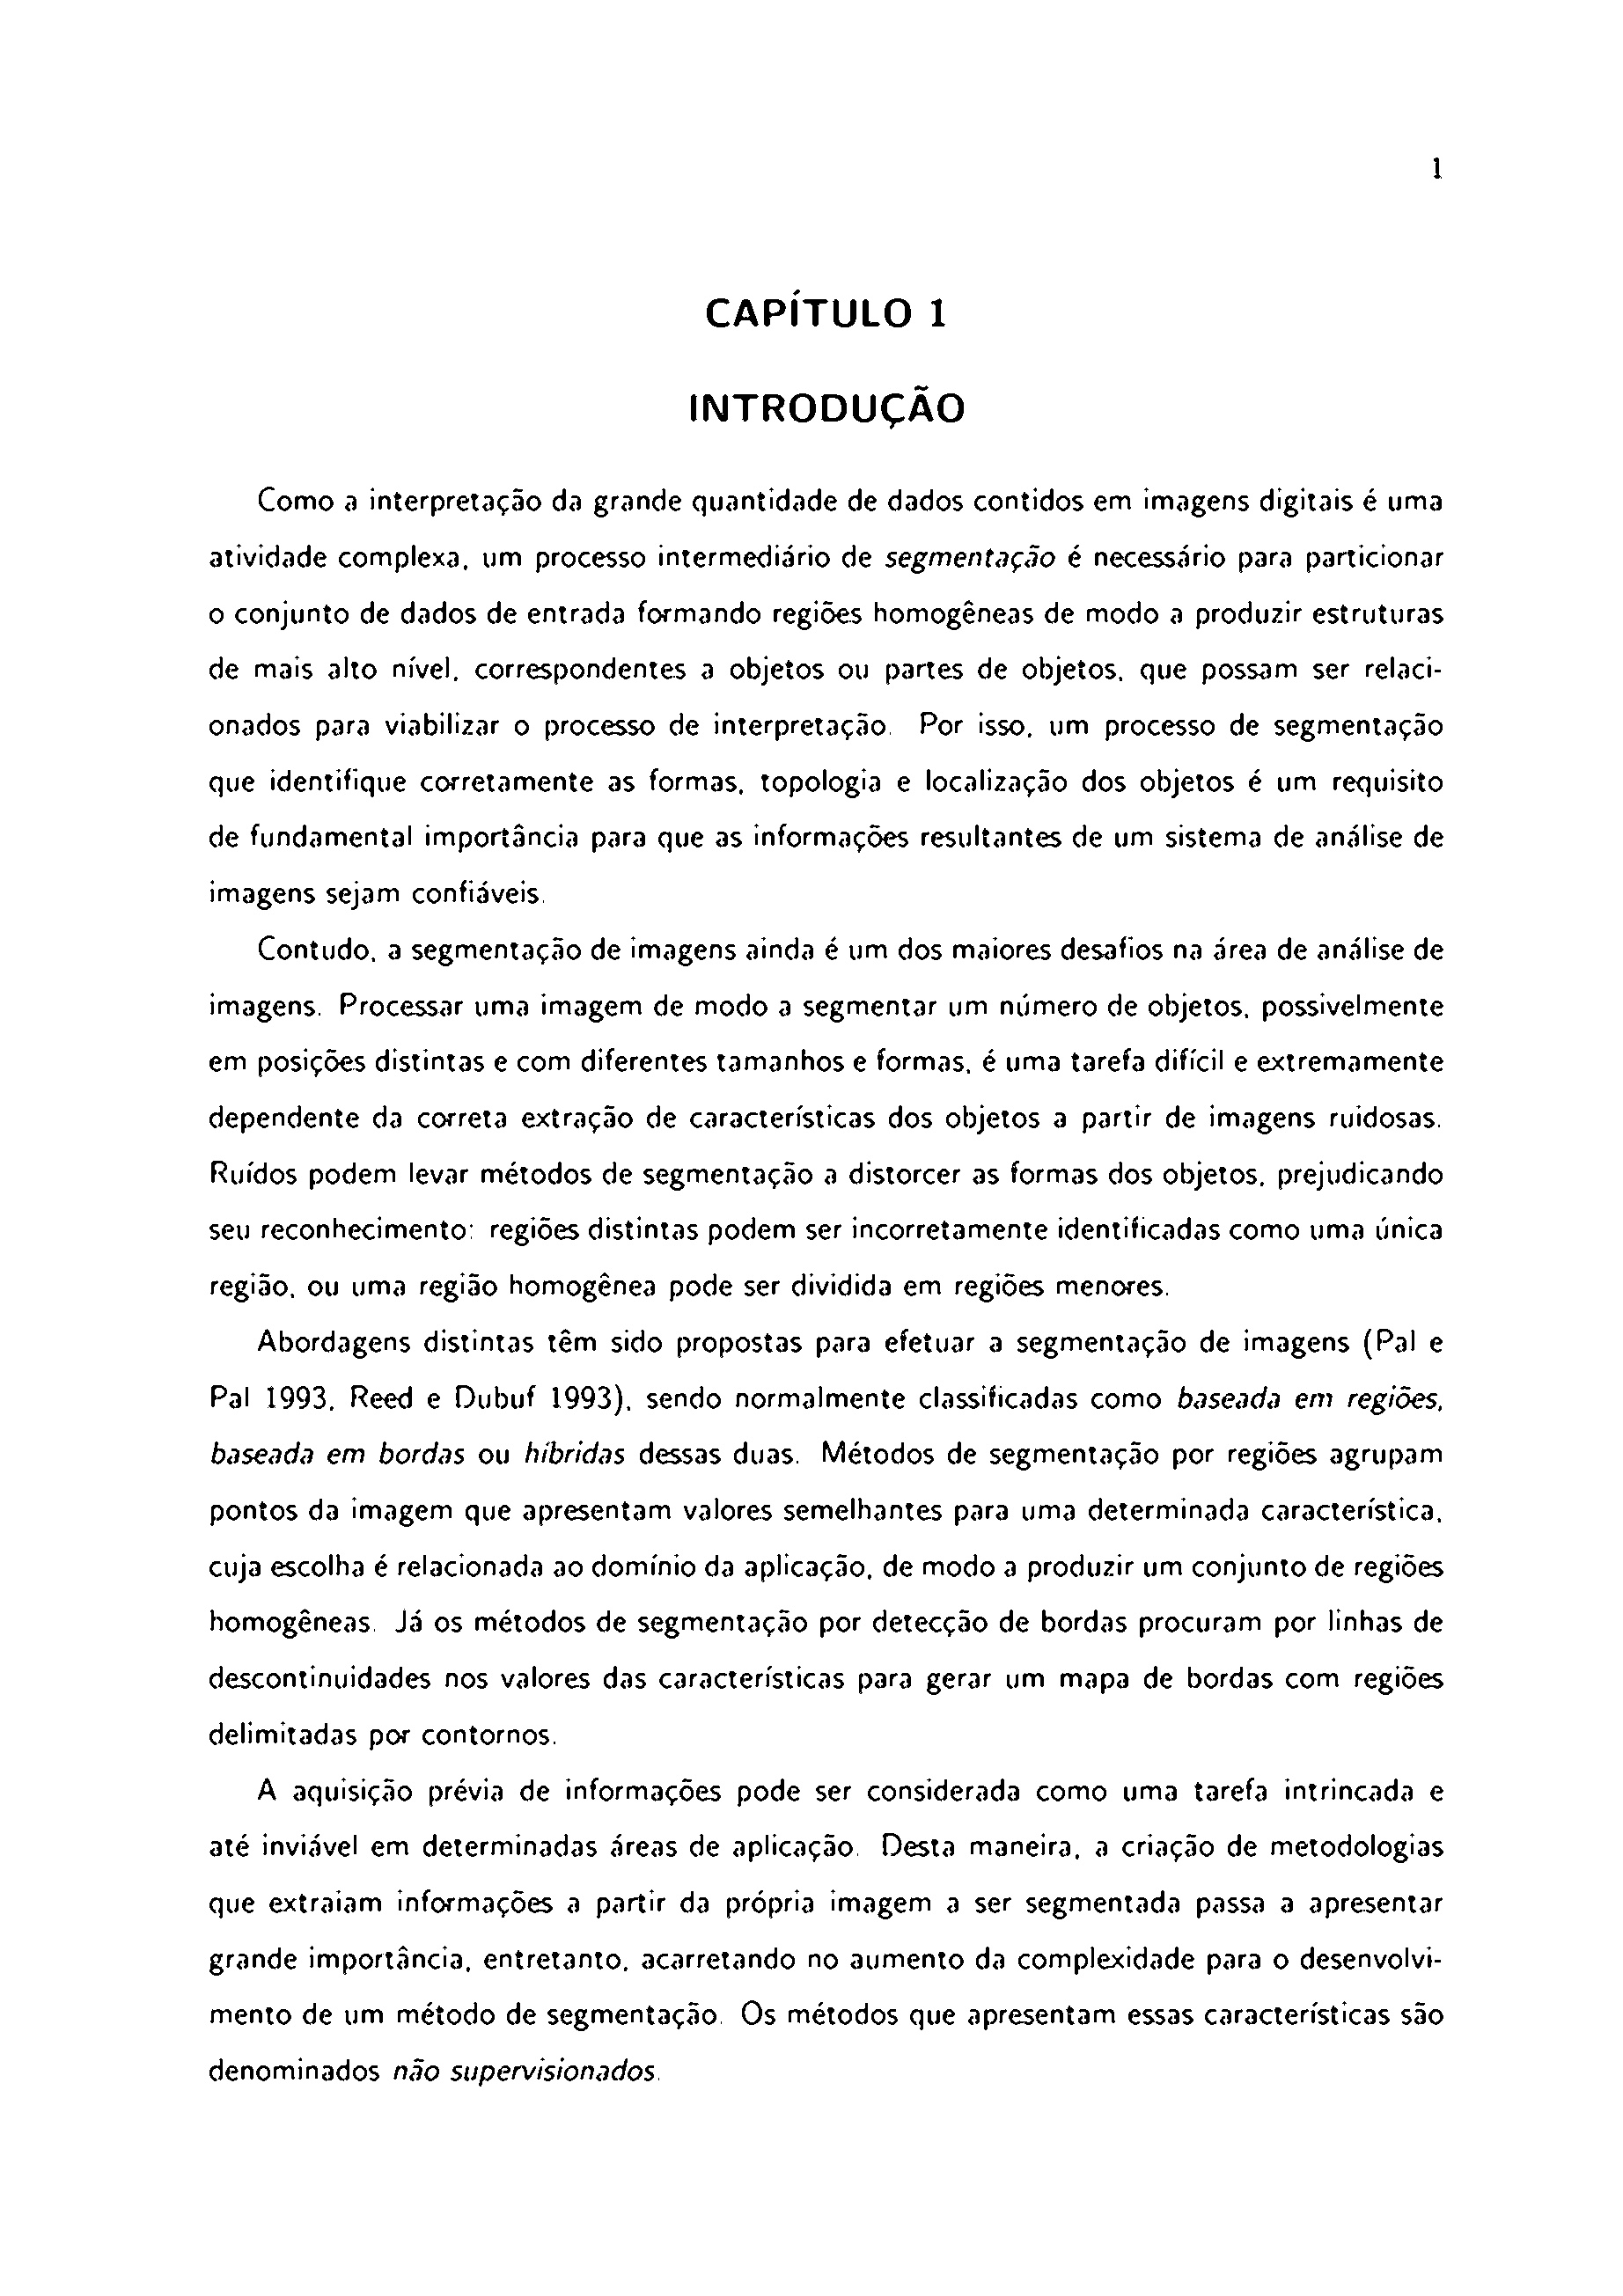 1
CAPÍTULO 1
INTRODUÇÃO
Como a interpretação da grande quantidade de dados contidos em imagens digitais é uma
atividade complexa, um processo intermediário de segmentação é necessário para particionar
o conjunto de dados de entrada formando regiões homogêneas de modo a produzir estruturas
de mais alto nível, correspondentes a objetos ou partes de objetos, que possam ser relaci-
onados para viabilizar o processo de interpretação. Por isso, um processo de segmentação
que identifique corretamente as formas, topologia e localização dos objetos é um requisito
de fundamental importância para que as informações resultantes de um sistema de análise de
imagens sejam confiáveis.
Contudo, a segmentação de imagens ainda é um dos maiores desafios na área de análise de
imagens. Processar uma imagem de modo a segmentar um número de objetos, possivelmente
em posições distintas e com diferentes tamanhos e formas, é uma tarefa difícil e extremamente
dependente da correta extração de características dos objetos a partir de imagens ruidosas.
Ruídos podem levar métodos de segmentação a distorcer as formas dos objetos, prejudicando
seu reconhecimento: regiões distintas podem ser incorretamente identificadas como uma única
região, ou uma região homogênea pode ser dividida em regiões menores.
Abordagens distintas têm sido propostas para efetuar a segmentação de imagens (Pal e
Pal 1993, Reed e Dubuf 1993), sendo normalmente classificadas como baseada em regiões,
baseada em bordas ou híbridas dessas duas. Métodos de segmentação por regiões agrupam
pontos da imagem que apresentam valores semelhantes para uma determinada característica,
cuja escolha é relacionada ao domínio da aplicação, de modo a produzir um conjunto de regiões
homogêneas. Já os métodos de segmentação por detecção de bordas procuram por linhas de
descontinuidades nos valores das características para gerar um mapa de bordas com regiões
delimitadas por contornos.
A aquisição prévia de informações pode ser considerada como uma tarefa intrincada e
até inviável em determinadas áreas de aplicação. Desta maneira, a criação de metodologias
que extraiam informações a partir da própria imagem a ser segmentada passa a apresentar
grande importância, entretanto, acarretando no aumento da complexidade para o desenvolvi-
mento de um método de segmentação. Os métodos que apresentam essas características são
denominados não supervisionados.